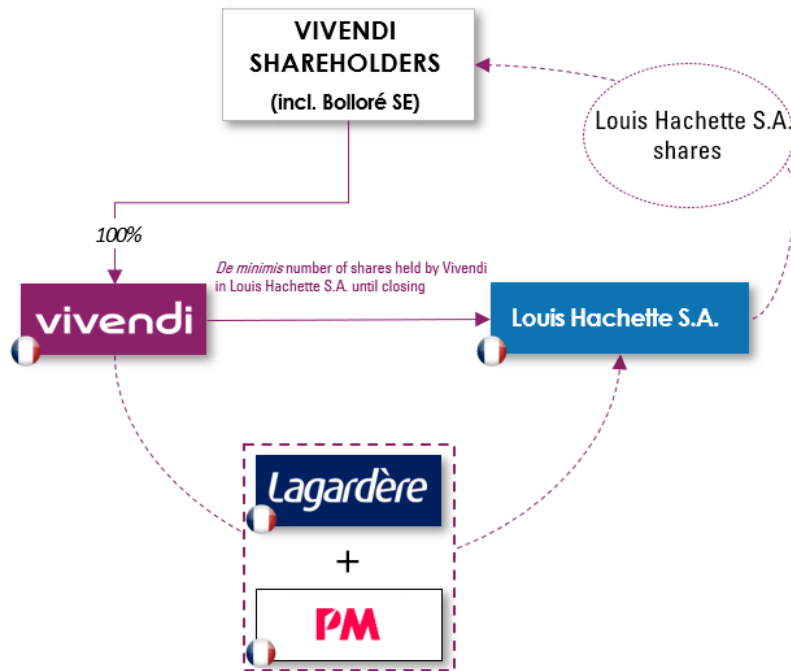 VIVENDI
SHAREHOLDERS
(incl. Bolloré SE)
Louis Hachette S.A.
shares
100%
De minimis number of shares held by Vivendi
in Louis Hachette S.A. until closing
vivendi
Louis Hachette S.A.
Lagardère
+
PM